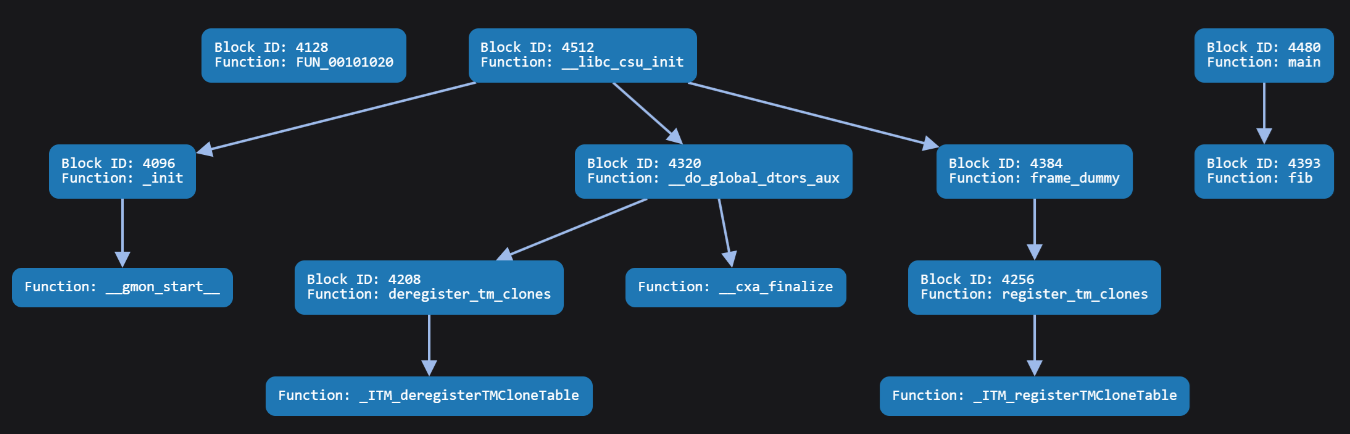 Block ID: 4128
Function: FUN_00101020
Block ID: 4512
Function: __libc_csu_init
Block ID: 4480
Function: main
Block ID: 4096
Function: _init
Block ID: 4320
Function: __do_global_dtors_aux
Block ID: 4384
Function: frame_dummy
Block ID: 4393
Function: fib
Function: __gmon_start__
Block ID: 4208
Function: deregister_tm_clones
Function: __cxa_finalize
Block ID: 4256
Function: register_tm_clones
Function: _ITM_deregisterTMCloneTable
Function: _ITM_registerTMCloneTable